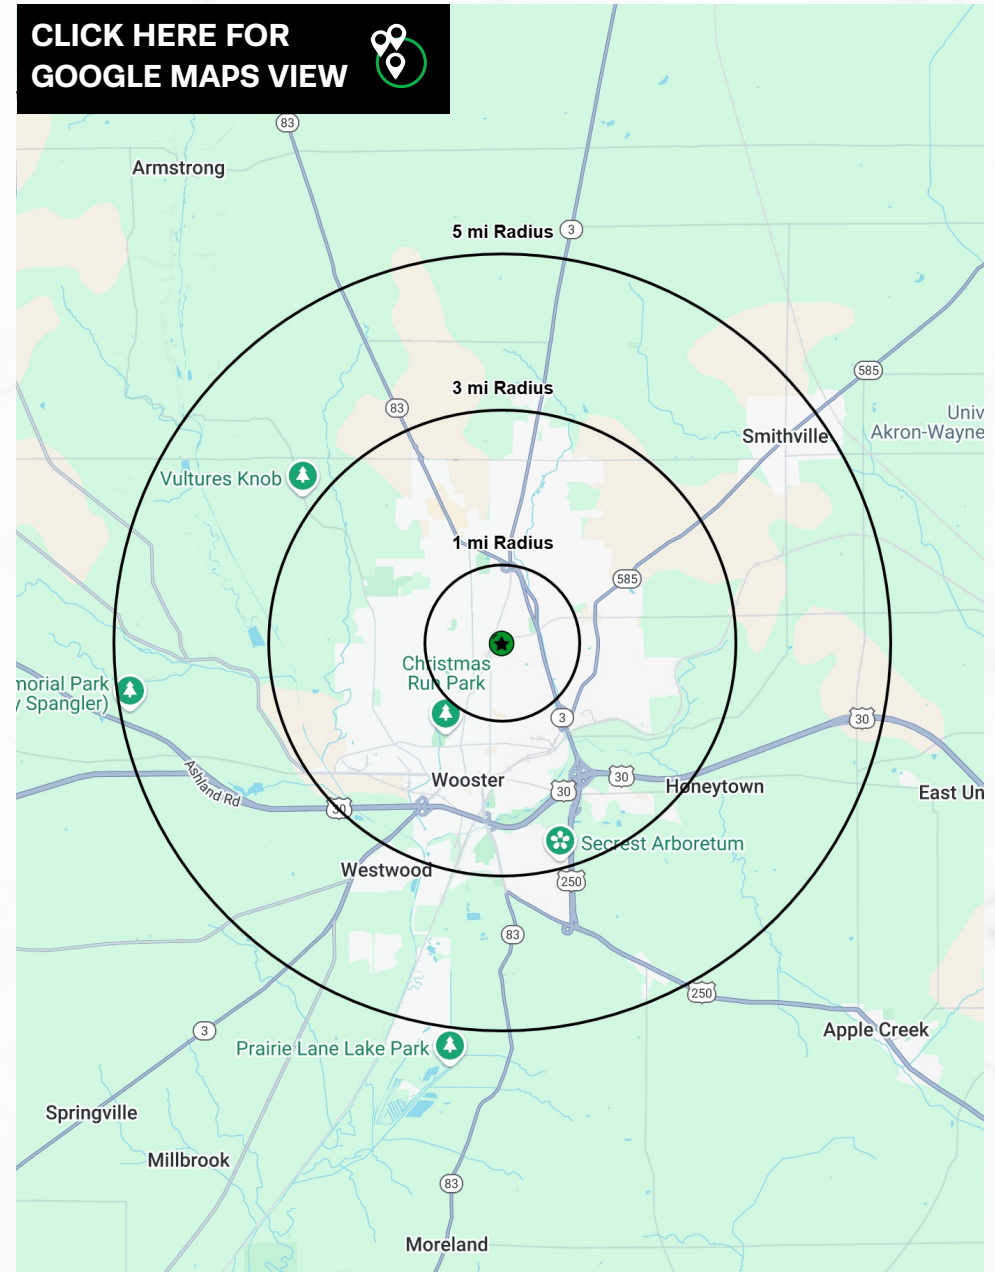 CLICK HERE FOR
GOOGLE MAPS VIEW
83
Armstrong
5 mi Radius
3
585
3 mi Radius
83
Univ
Akron-Wayne
Smithville
Vultures Knob
1 mi Radius
585
Christmas
Run Park
morial Park
y Spangler)
3
30
Ashland Rd
Wooster
30
30
Honeytown
East Un
30
Secrest Arboretum
Westwood
250
83
250
3
Apple Creek
Prairie Lane Lake Park
Springville
Millbrook
83
Moreland